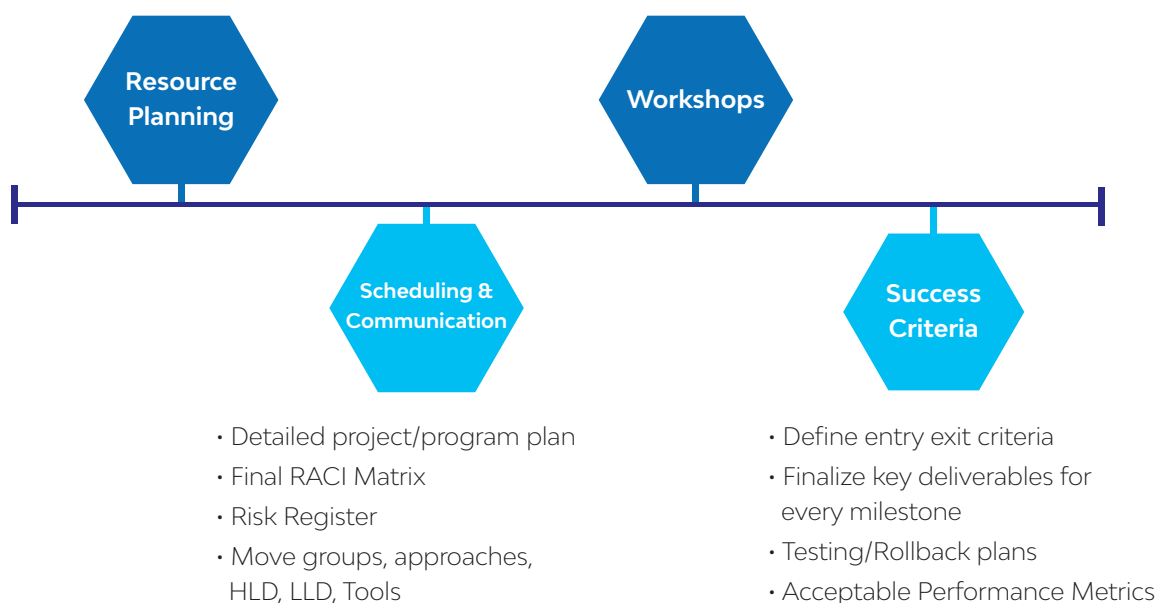 Resource
Planning
Workshops
Scheduling &
Communication
Success
Criteria
• Detailed project/program plan
• Final RACI Matrix
• Risk Register
• Move groups, approaches,
HLD, LLD, Tools
• Define entry exit criteria
• Finalize key deliverables for
every milestone
• Testing/Rollback plans
• Acceptable Performance Metrics